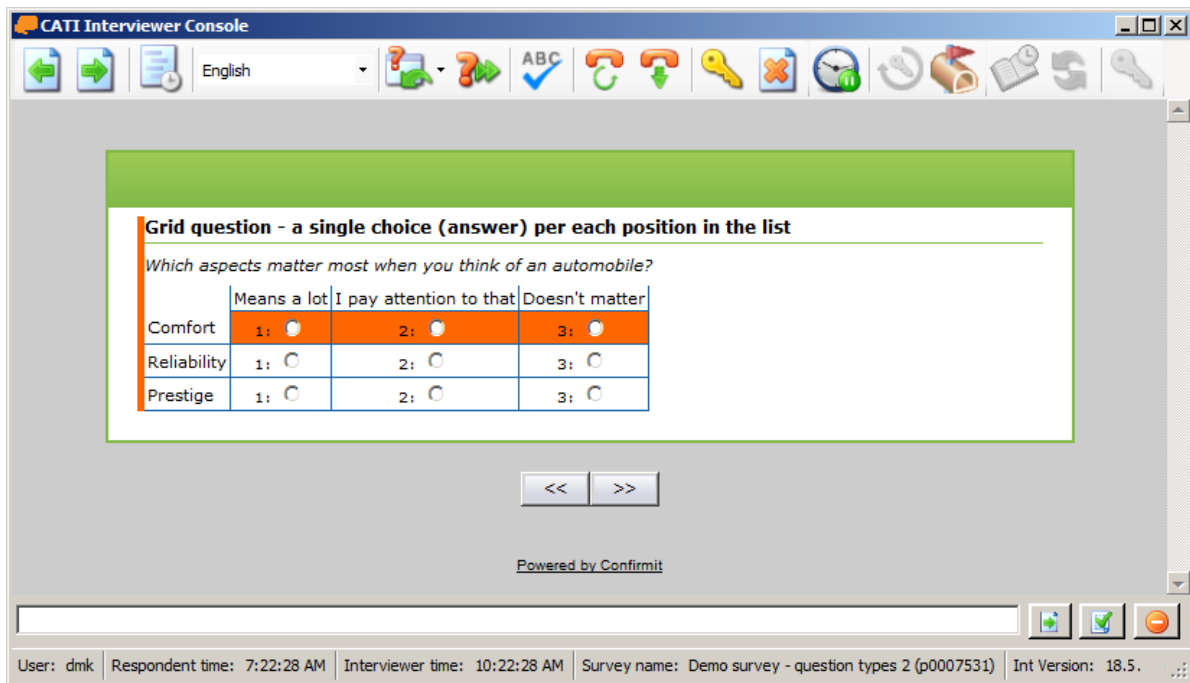 CATI Interviewer Console
English
ABC
Grid question - a single choice (answer) per each position in the list
Which aspects matter most when you think of an automobile?
Means a lot I pay attention to that Doesn't matter
Comfort 1: 2: 3:
Reliability 1: 2: 3:
Prestige 1: 2: 3:
<< >>
Powered by Confirmit
User: dmk Respondent time: 7:22:28 AM Interviewer time: 10:22:28 AM Survey name: Demo survey - question types 2 (p0007531) Int Version: 18.5.